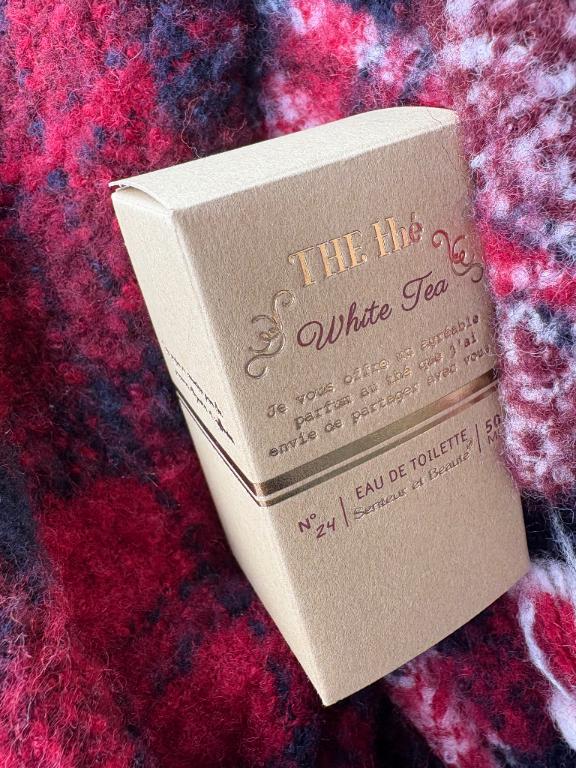 THE thé
White Tea
Je vous offre un agréable
parfum au thé que j'ai
envie de partager avec vous
N° 24 | EAU DE TOILETTE | 50
Senteur et Beauté